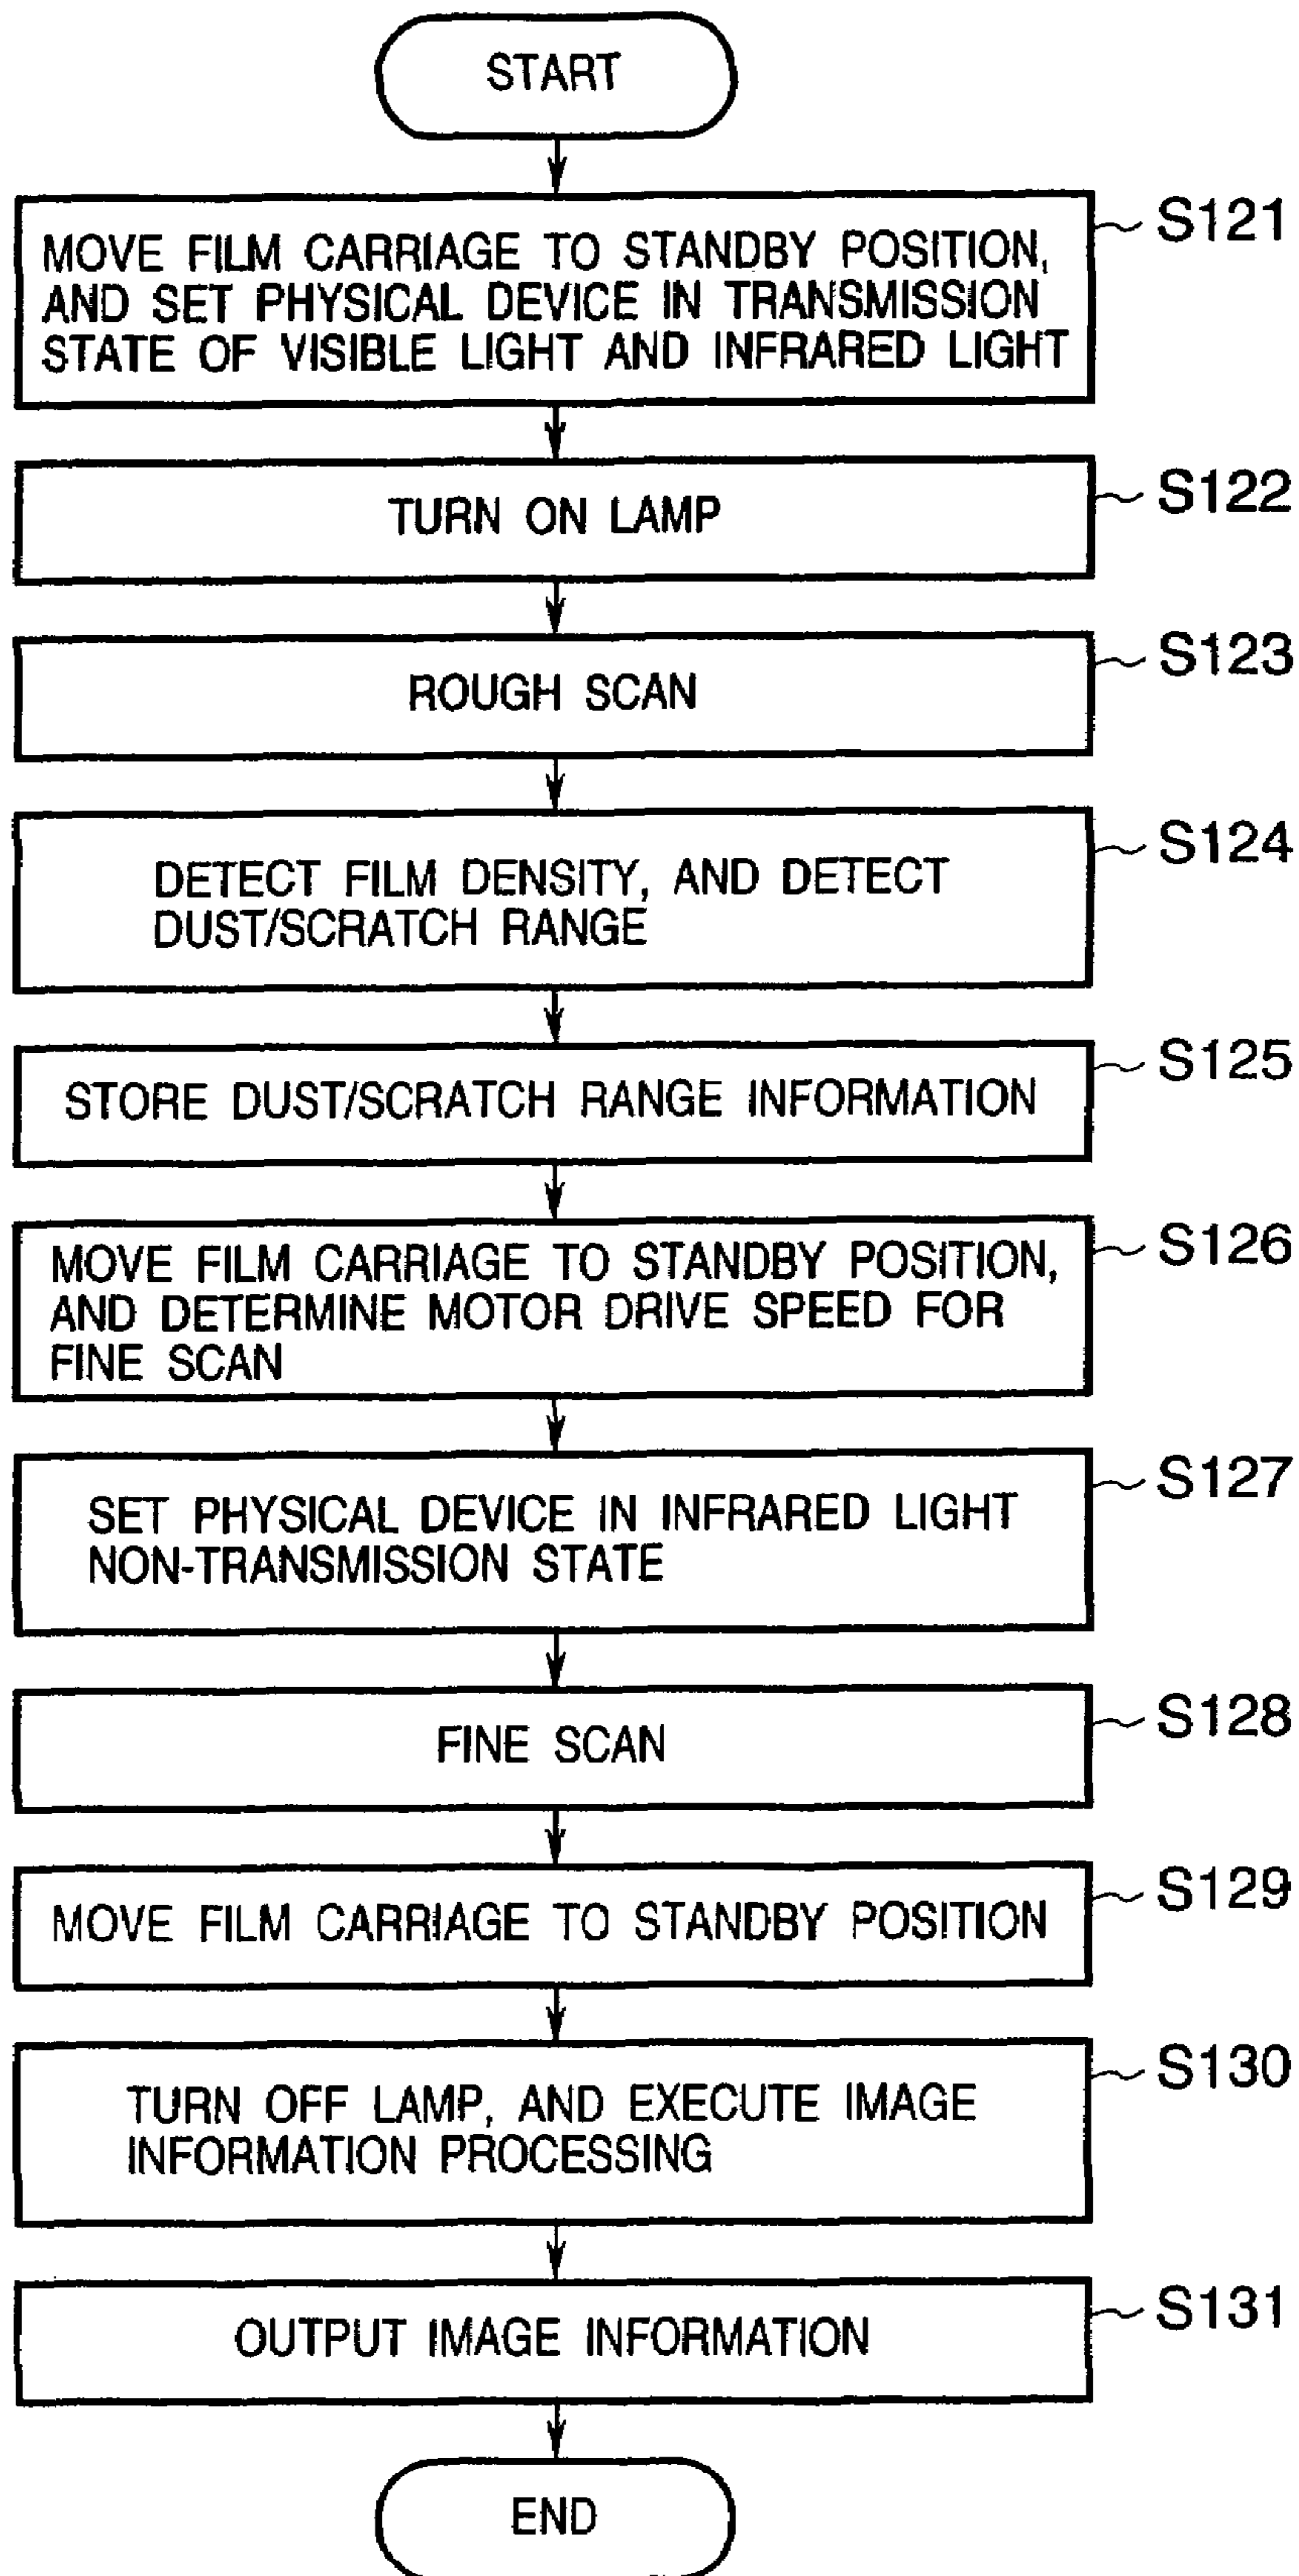 START
S121
MOVE FILM CARRIAGE TO STANDBY POSITION,
AND SET PHYSICAL DEVICE IN TRANSMISSION
STATE OF VISIBLE LIGHT AND INFRARED LIGHT
S122
TURN ON LAMP
S123
ROUGH SCAN
S124
DETECT FILM DENSITY, AND DETECT
DUST/SCRATCH RANGE
S125
STORE DUST/SCRATCH RANGE INFORMATION
S126
MOVE FILM CARRIAGE TO STANDBY POSITION,
AND DETERMINE MOTOR DRIVE SPEED FOR
FINE SCAN
S127
SET PHYSICAL DEVICE IN INFRARED LIGHT
NON-TRANSMISSION STATE
S128
FINE SCAN
S129
MOVE FILM CARRIAGE TO STANDBY POSITION
S130
TURN OFF LAMP, AND EXECUTE IMAGE
INFORMATION PROCESSING
S131
OUTPUT IMAGE INFORMATION
END